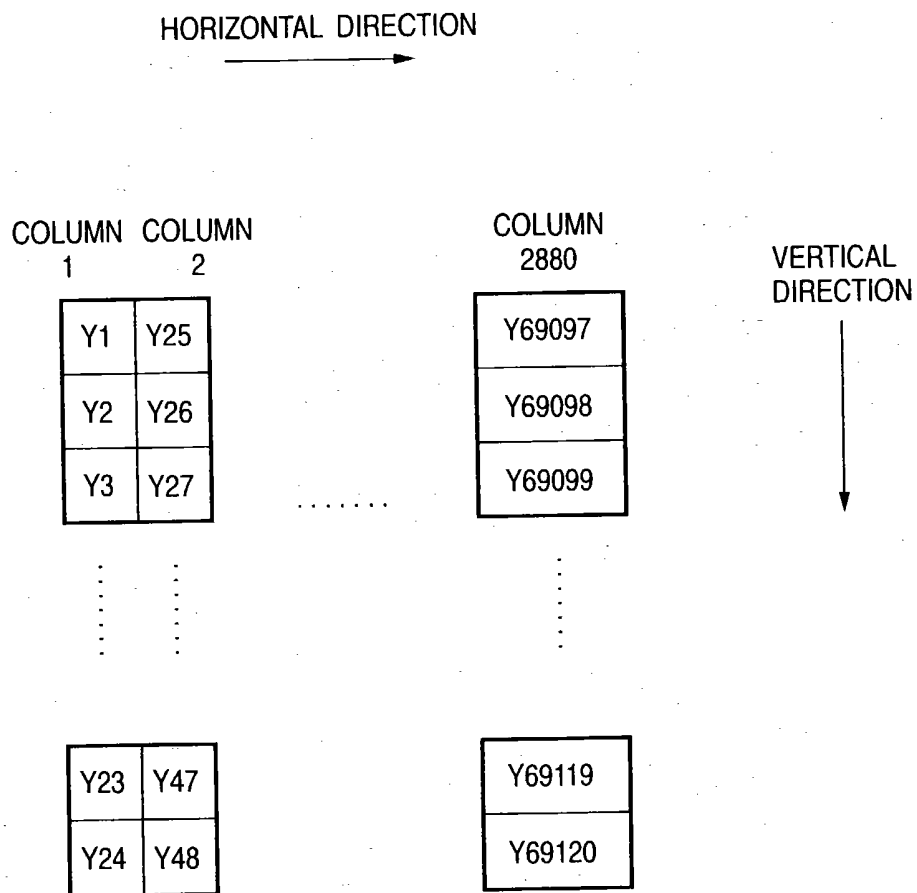 HORIZONTAL DIRECTION
COLUMN COLUMN COLUMN
1 2 2880
VERTICAL
DIRECTION
Y1 Y25 Y69097
Y2 Y26 Y69098
Y3 Y27 Y69099
Y23 Y47 Y69119
Y24 Y48 Y69120